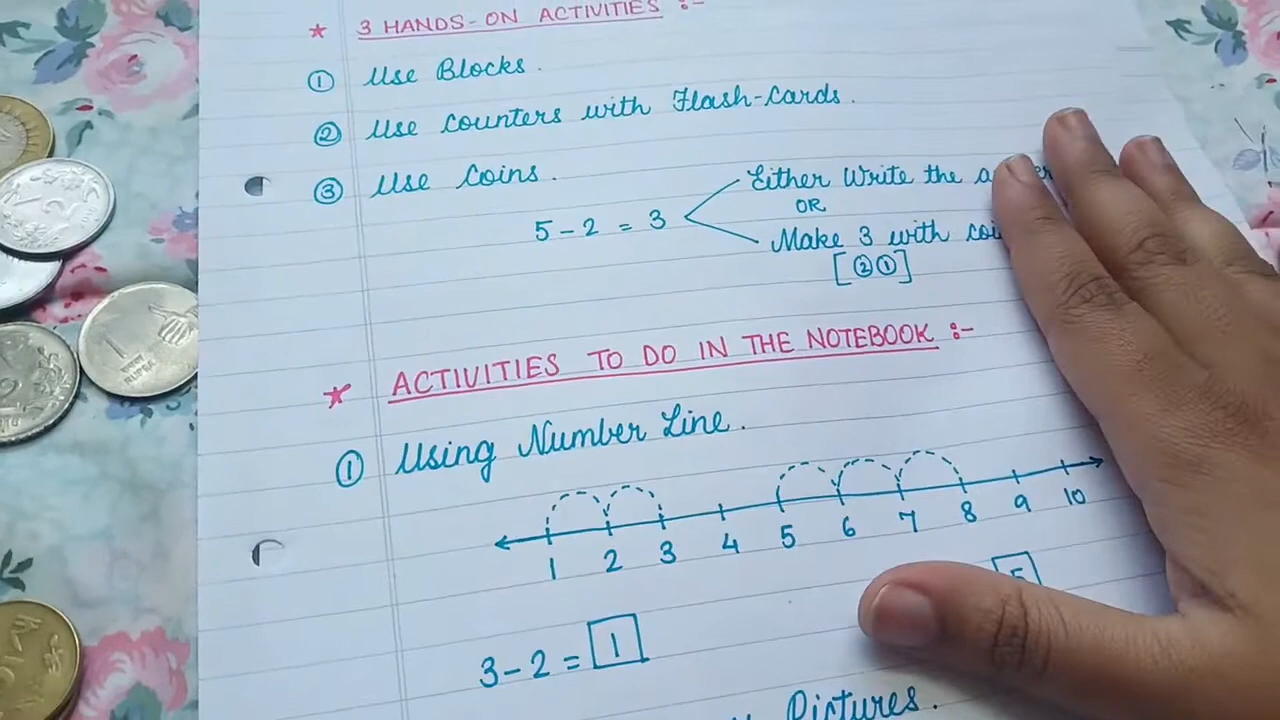 ★ 3 HANDS-ON ACTIVITIES :-
① Use Blocks.
② Use counters with Flash-Cards.
③ Use Coins.
5 - 2 = 3
Either Write the
OR
Make 3 with
[②①]
★ ACTIVITIES TO DO IN THE NOTEBOOK :-
① Using Number Line.
1 2 3 4 5 6 7 8 9 10
3 - 2 = 1
Pictures.
1
RUPEE